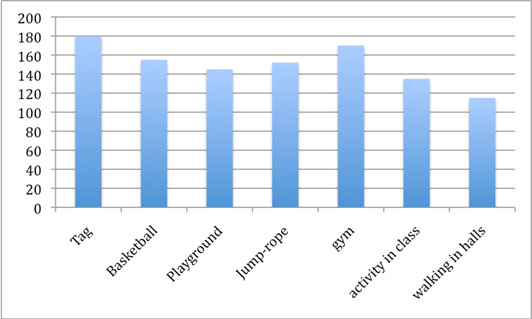 200
180
160
140
120
100
80
60
40
20
0
Tag
Basketball
Playground
Jump-rope
gym
activity in class
walking in halls